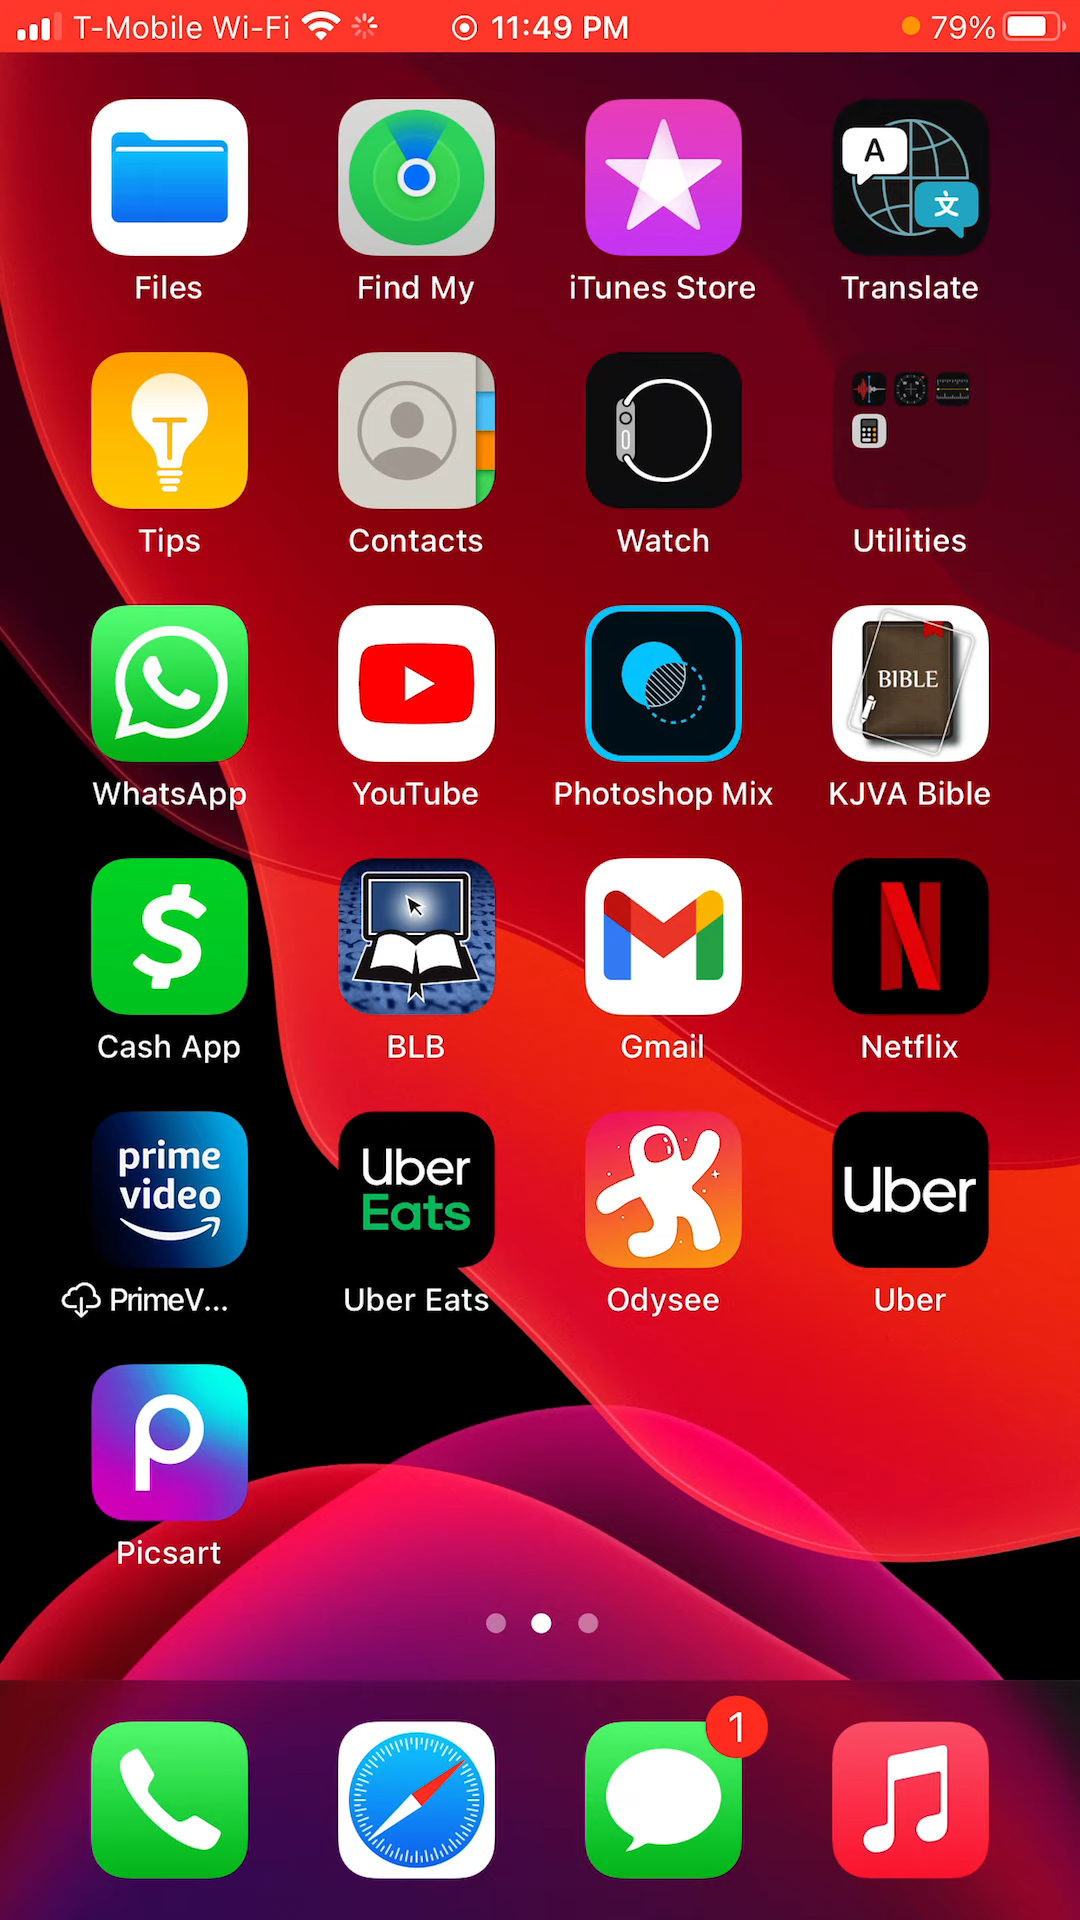 T-Mobile Wi-Fi 11:49 PM 79%
A 文
Files Find My iTunes Store Translate
Tips Contacts Watch Utilities
BIBLE
WhatsApp YouTube Photoshop Mix KJVA Bible
$
Cash App BLB Gmail Netflix
prime video
Uber Eats
Uber
PrimeV... Uber Eats Odysee Uber
Picsart
1